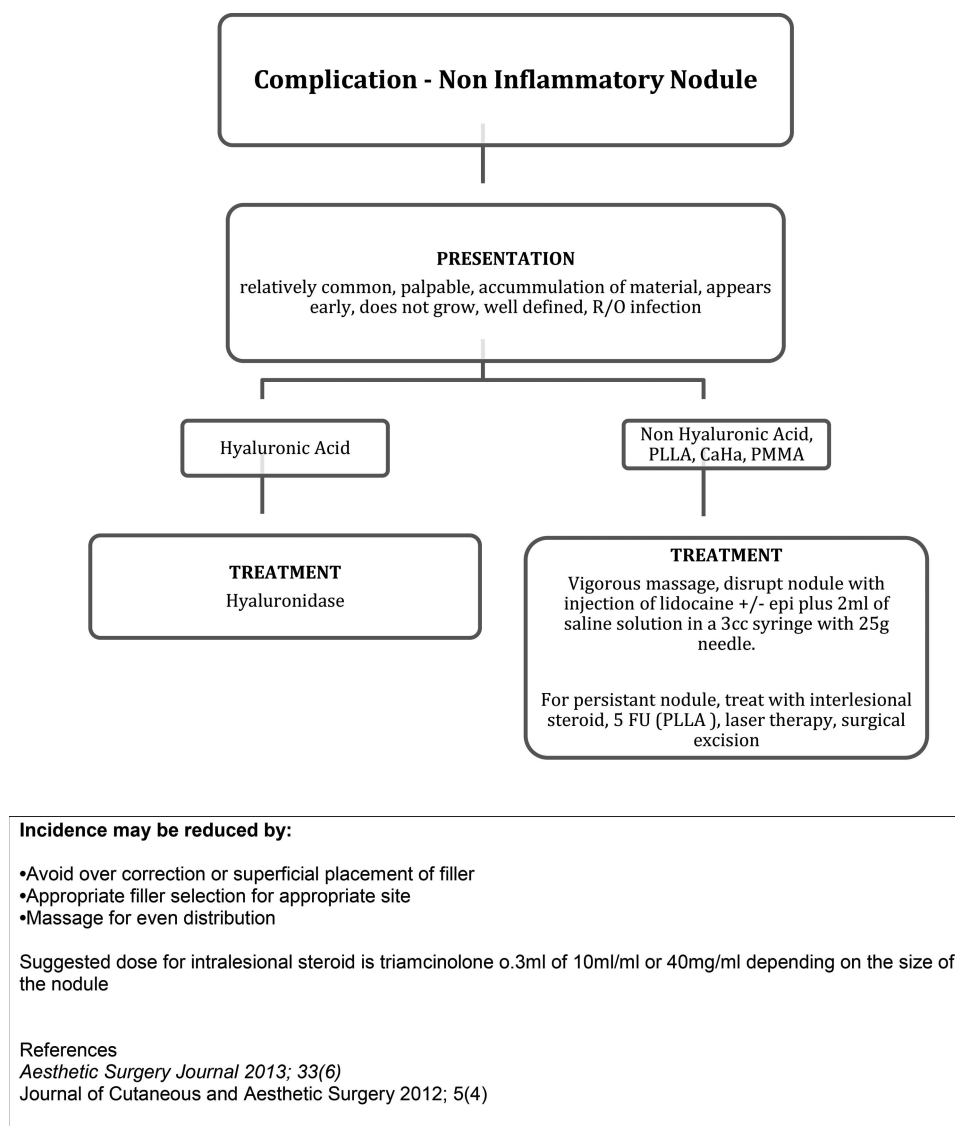 Complication - Non Inflammatory Nodule
PRESENTATION
relatively common, palpable, accummulation of material, appears
early, does not grow, well defined, R/O infection
Hyaluronic Acid
TREATMENT
Hyaluronidase
Non Hyaluronic Acid,
PLLA, CaHa, PMMA
TREATMENT
Vigorous massage, disrupt nodule with
injection of lidocaine +/- epi plus 2ml of
saline solution in a 3cc syringe with 25g
needle.
For persistant nodule, treat with interlesional
steroid, 5 FU (PLLA ), laser therapy, surgical
excision
Incidence may be reduced by:
•Avoid over correction or superficial placement of filler
•Appropriate filler selection for appropriate site
•Massage for even distribution
Suggested dose for intralesional steroid is triamcinolone o.3ml of 10ml/ml or 40mg/ml depending on the size of
the nodule
References
Aesthetic Surgery Journal 2013; 33(6)
Journal of Cutaneous and Aesthetic Surgery 2012; 5(4)